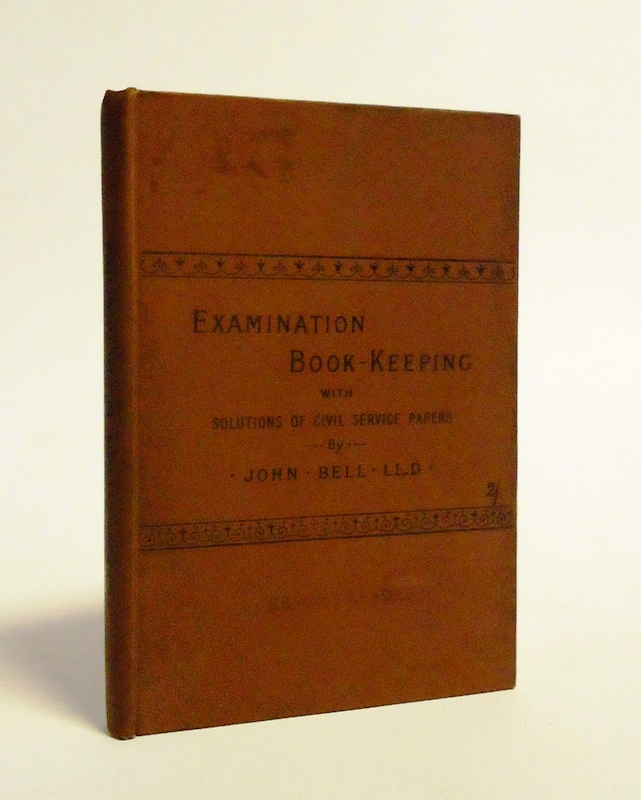 EXAMINATION
BOOK-KEEPING
WITH
SOLUTIONS OF CIVIL SERVICE PAPERS
— By —
· JOHN · BELL · LL.D ·
2/